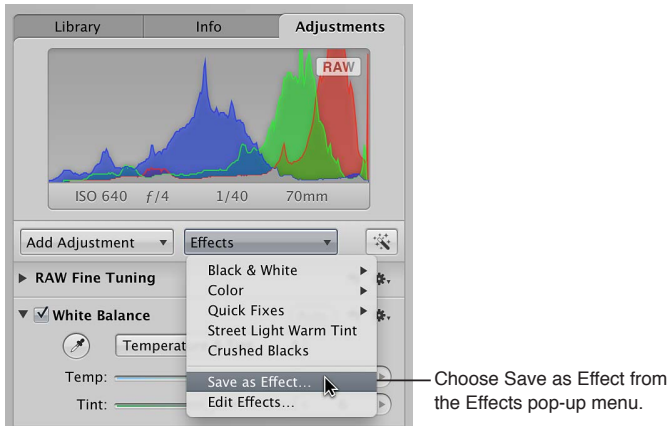 Library Info Adjustments
RAW
ISO 640 f/4 1/40 70mm
Add Adjustment Effects
RAW Fine Tuning
Black & White
Color
Quick Fixes
Street Light Warm Tint
Crushed Blacks
Save as Effect...
Edit Effects...
White Balance
Temperat
Temp:
Tint:
Choose Save as Effect from
the Effects pop-up menu.